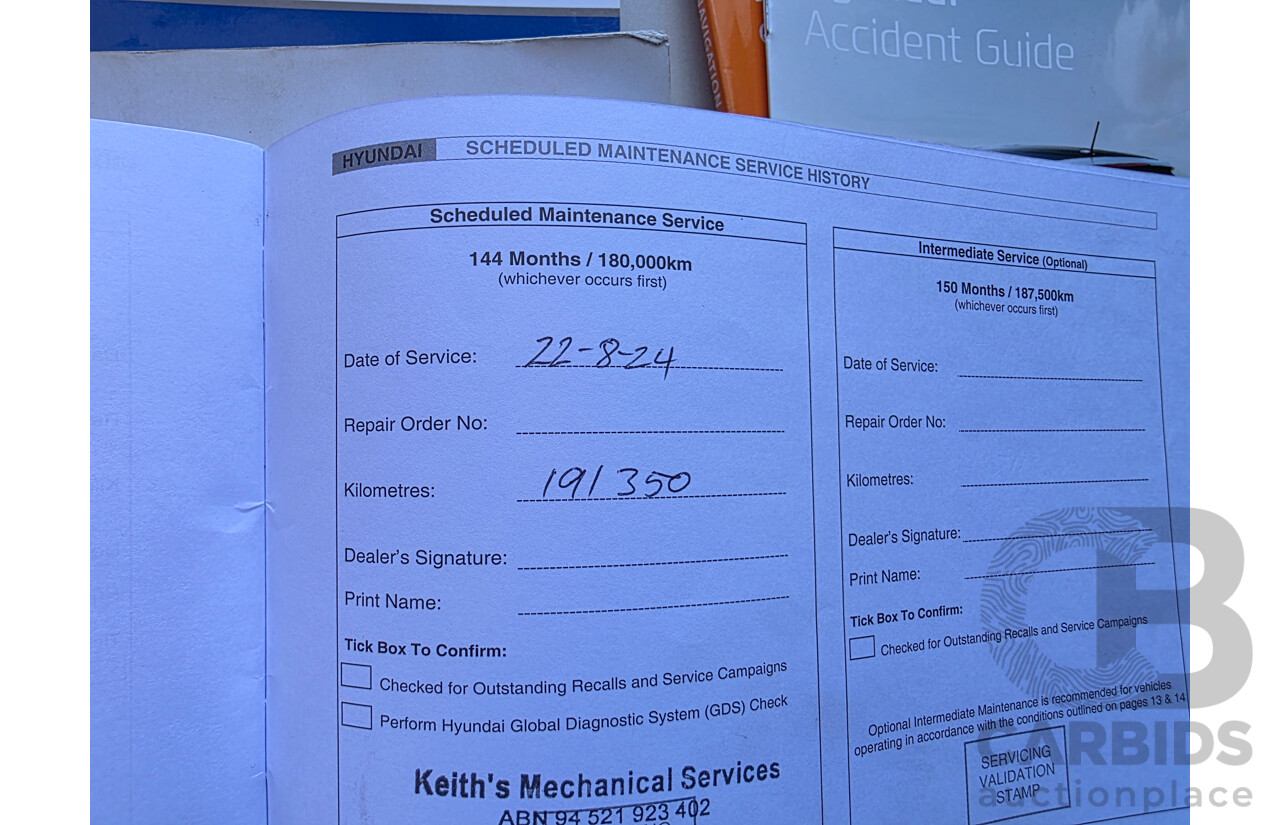 Accident Guide
HYUNDAI SCHEDULED MAINTENANCE SERVICE HISTORY
Scheduled Maintenance Service
144 Months / 180,000km
(whichever occurs first)
Date of Service: 22-8-24
Repair Order No:
Kilometres: 191 350
Dealer's Signature:
Print Name:
Tick Box To Confirm:
Checked for Outstanding Recalls and Service Campaigns
Perform Hyundai Global Diagnostic System (GDS) Check
Keith's Mechanical Services
ABN 94 521 923 402
Intermediate Service (Optional)
150 Months / 187,500km
(whichever occurs first)
Date of Service:
Repair Order No:
Kilometres:
Dealer's Signature:
Print Name:
Tick Box To Confirm:
Checked for Outstanding Recalls and Service Campaigns
Optional Intermediate Maintenance is recommended for vehicles
operating in accordance with the conditions outlined on pages 13 & 14
SERVICING
VALIDATION
STAMP
CARBIDS
auctionplace